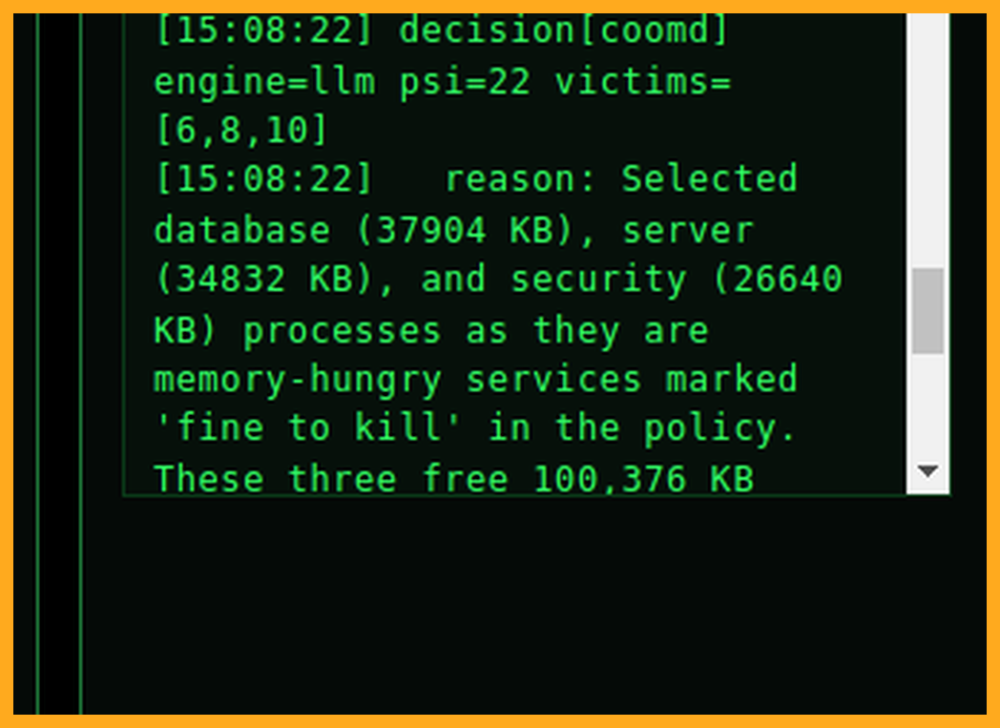 [15:08:22] decision[coomd]
engine=llm psi=22 victims=
[6,8,10]
[15:08:22]   reason: Selected
database (37904 KB), server
(34832 KB), and security (26640
KB) processes as they are
memory-hungry services marked
'fine to kill' in the policy.
These three free 100,376 KB